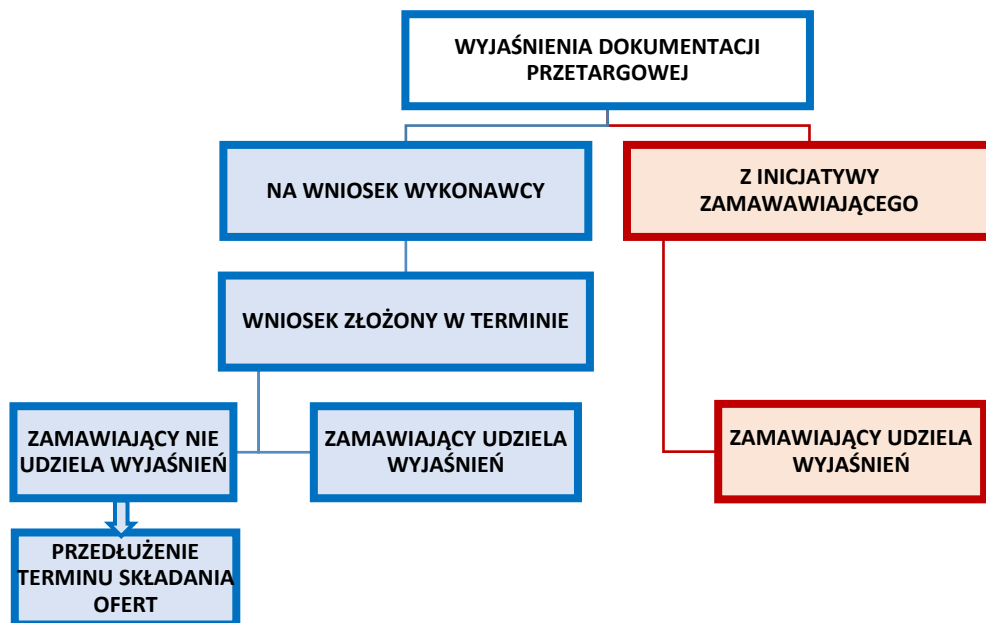 WYJAŚNIENIA DOKUMENTACJI
PRZETARGOWEJ
NA WNIOSEK WYKONAWCY
Z INICJATYWY
ZAMAWAWIAJĄCEGO
WNIOSEK ZŁOŻONY W TERMINIE
ZAMAWIAJĄCY NIE
UDZIELA WYJAŚNIEŃ
ZAMAWIAJĄCY UDZIELA
WYJAŚNIEŃ
ZAMAWIAJĄCY UDZIELA
WYJAŚNIEŃ
PRZEDŁUŻENIE
TERMINU SKŁADANIA
OFERT